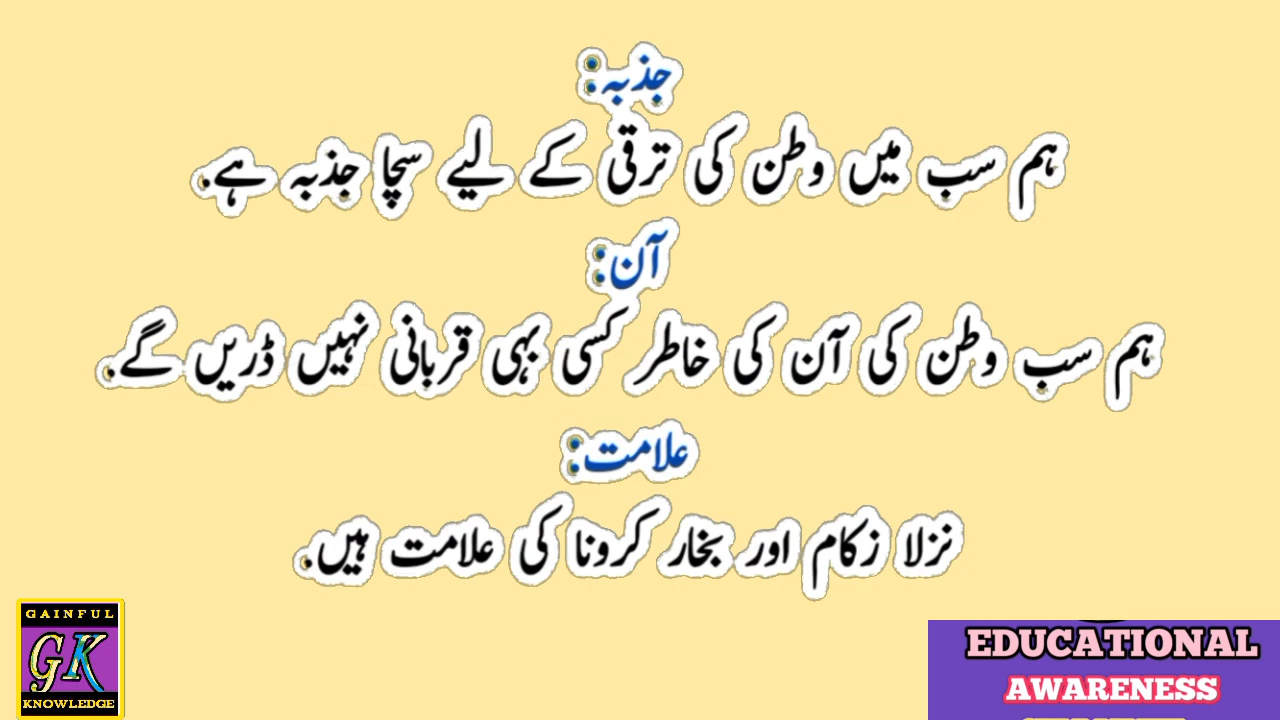 جذبہ:
ہم سب میں وطن کی ترقی کے لیے سچا جذبہ ہے.
آن:
ہم سب وطن کی آن کی خاطر کسی بہی قربانی نہیں ڈریں گے.
علامت:
نزلا زکام اور بخار کرونا کی علامت ہیں.
GAINFUL
GK
KNOWLEDGE
EDUCATIONAL
AWARENESS